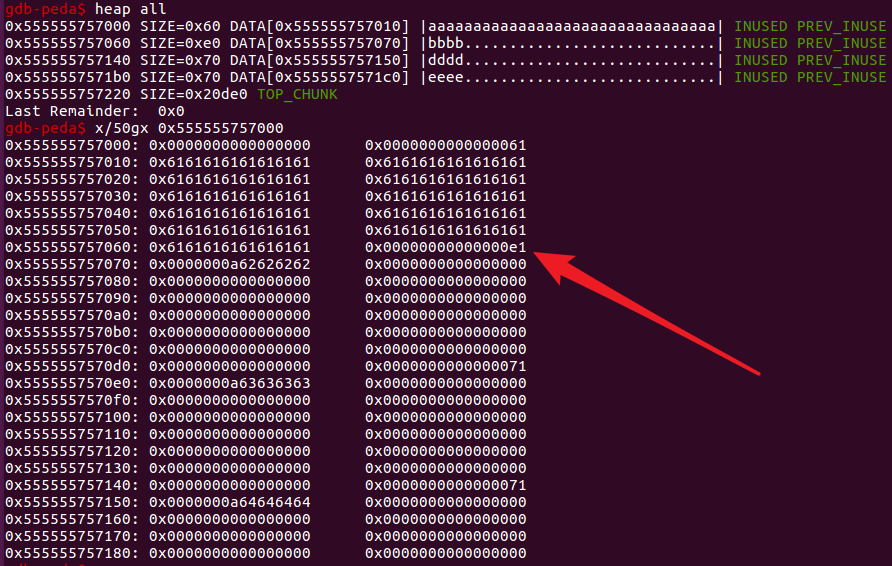 gdb-peda$ heap all
0x555555757000 SIZE=0x60 DATA[0x555555757010] |aaaaaaaaaaaaaaaaaaaaaaaaaaaaaaaa| INUSED PREV_INUSE
0x555555757060 SIZE=0xe0 DATA[0x555555757070] |bbbb............................| INUSED PREV_INUSE
0x555555757140 SIZE=0x70 DATA[0x555555757150] |dddd............................| INUSED PREV_INUSE
0x5555557571b0 SIZE=0x70 DATA[0x5555557571c0] |eeee............................| INUSED PREV_INUSE
0x555555757220 SIZE=0x20de0 TOP_CHUNK
Last Remainder:  0x0
gdb-peda$ x/50gx 0x555555757000
0x555555757000: 0x0000000000000000 0x0000000000000061
0x555555757010: 0x6161616161616161 0x6161616161616161
0x555555757020: 0x6161616161616161 0x6161616161616161
0x555555757030: 0x6161616161616161 0x6161616161616161
0x555555757040: 0x6161616161616161 0x6161616161616161
0x555555757050: 0x6161616161616161 0x6161616161616161
0x555555757060: 0x6161616161616161 0x00000000000000e1
0x555555757070: 0x0000000a62626262 0x0000000000000000
0x555555757080: 0x0000000000000000 0x0000000000000000
0x555555757090: 0x0000000000000000 0x0000000000000000
0x5555557570a0: 0x0000000000000000 0x0000000000000000
0x5555557570b0: 0x0000000000000000 0x0000000000000000
0x5555557570c0: 0x0000000000000000 0x0000000000000000
0x5555557570d0: 0x0000000000000000 0x0000000000000071
0x5555557570e0: 0x0000000a63636363 0x0000000000000000
0x5555557570f0: 0x0000000000000000 0x0000000000000000
0x555555757100: 0x0000000000000000 0x0000000000000000
0x555555757110: 0x0000000000000000 0x0000000000000000
0x555555757120: 0x0000000000000000 0x0000000000000000
0x555555757130: 0x0000000000000000 0x0000000000000000
0x555555757140: 0x0000000000000000 0x0000000000000071
0x555555757150: 0x0000000a64646464 0x0000000000000000
0x555555757160: 0x0000000000000000 0x0000000000000000
0x555555757170: 0x0000000000000000 0x0000000000000000
0x555555757180: 0x0000000000000000 0x0000000000000000